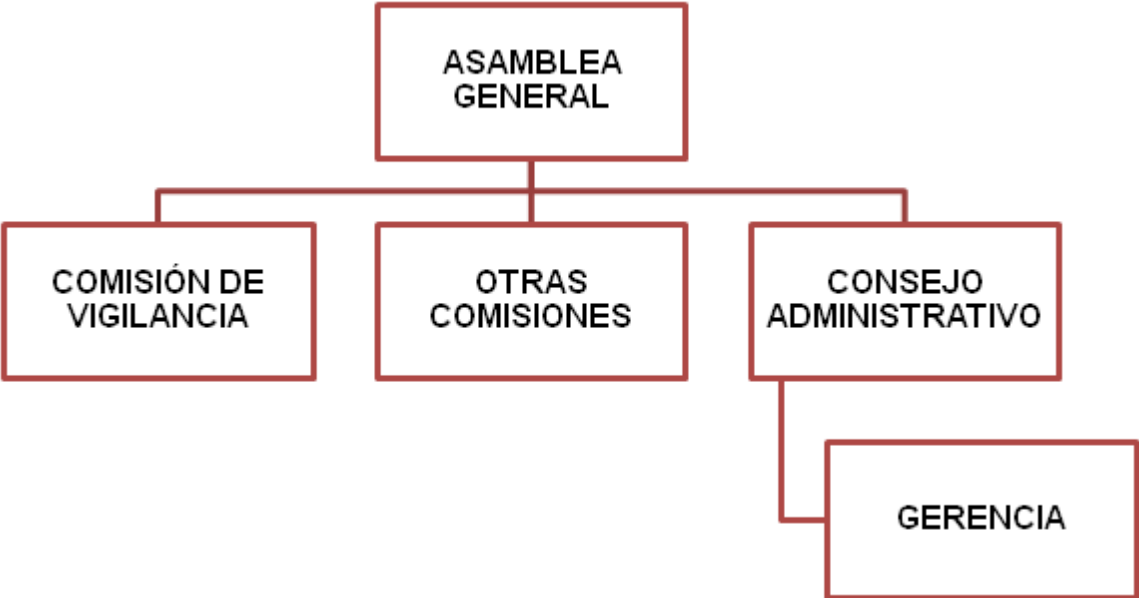 ASAMBLEA
GENERAL
COMISIÓN DE
VIGILANCIA
OTRAS
COMISIONES
CONSEJO
ADMINISTRATIVO
GERENCIA